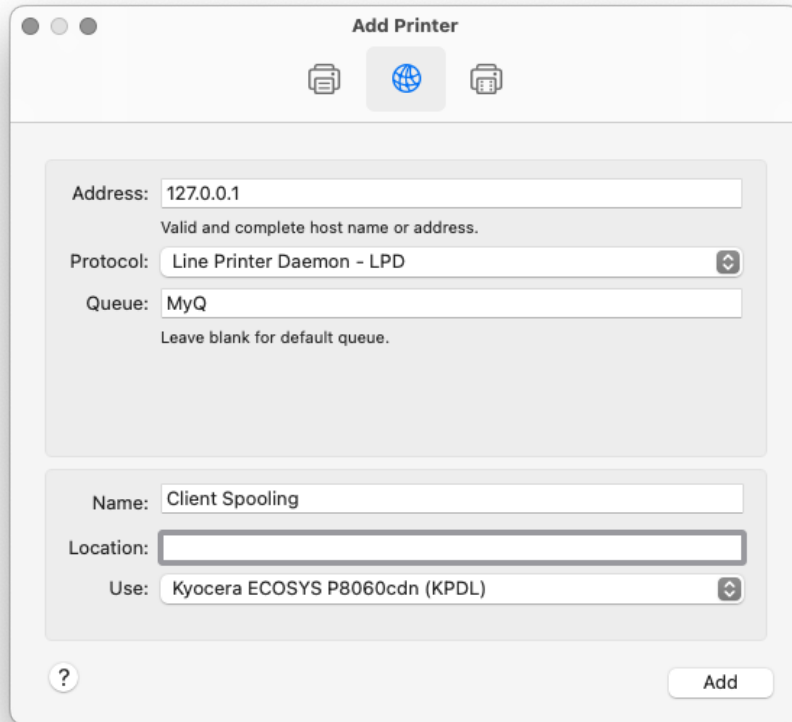 Add Printer
Address: 127.0.0.1
Valid and complete host name or address.
Protocol: Line Printer Daemon - LPD
Queue: MyQ
Leave blank for default queue.
Name: Client Spooling
Location:
Use: Kyocera ECOSYS P8060cdn (KPDL)
? Add